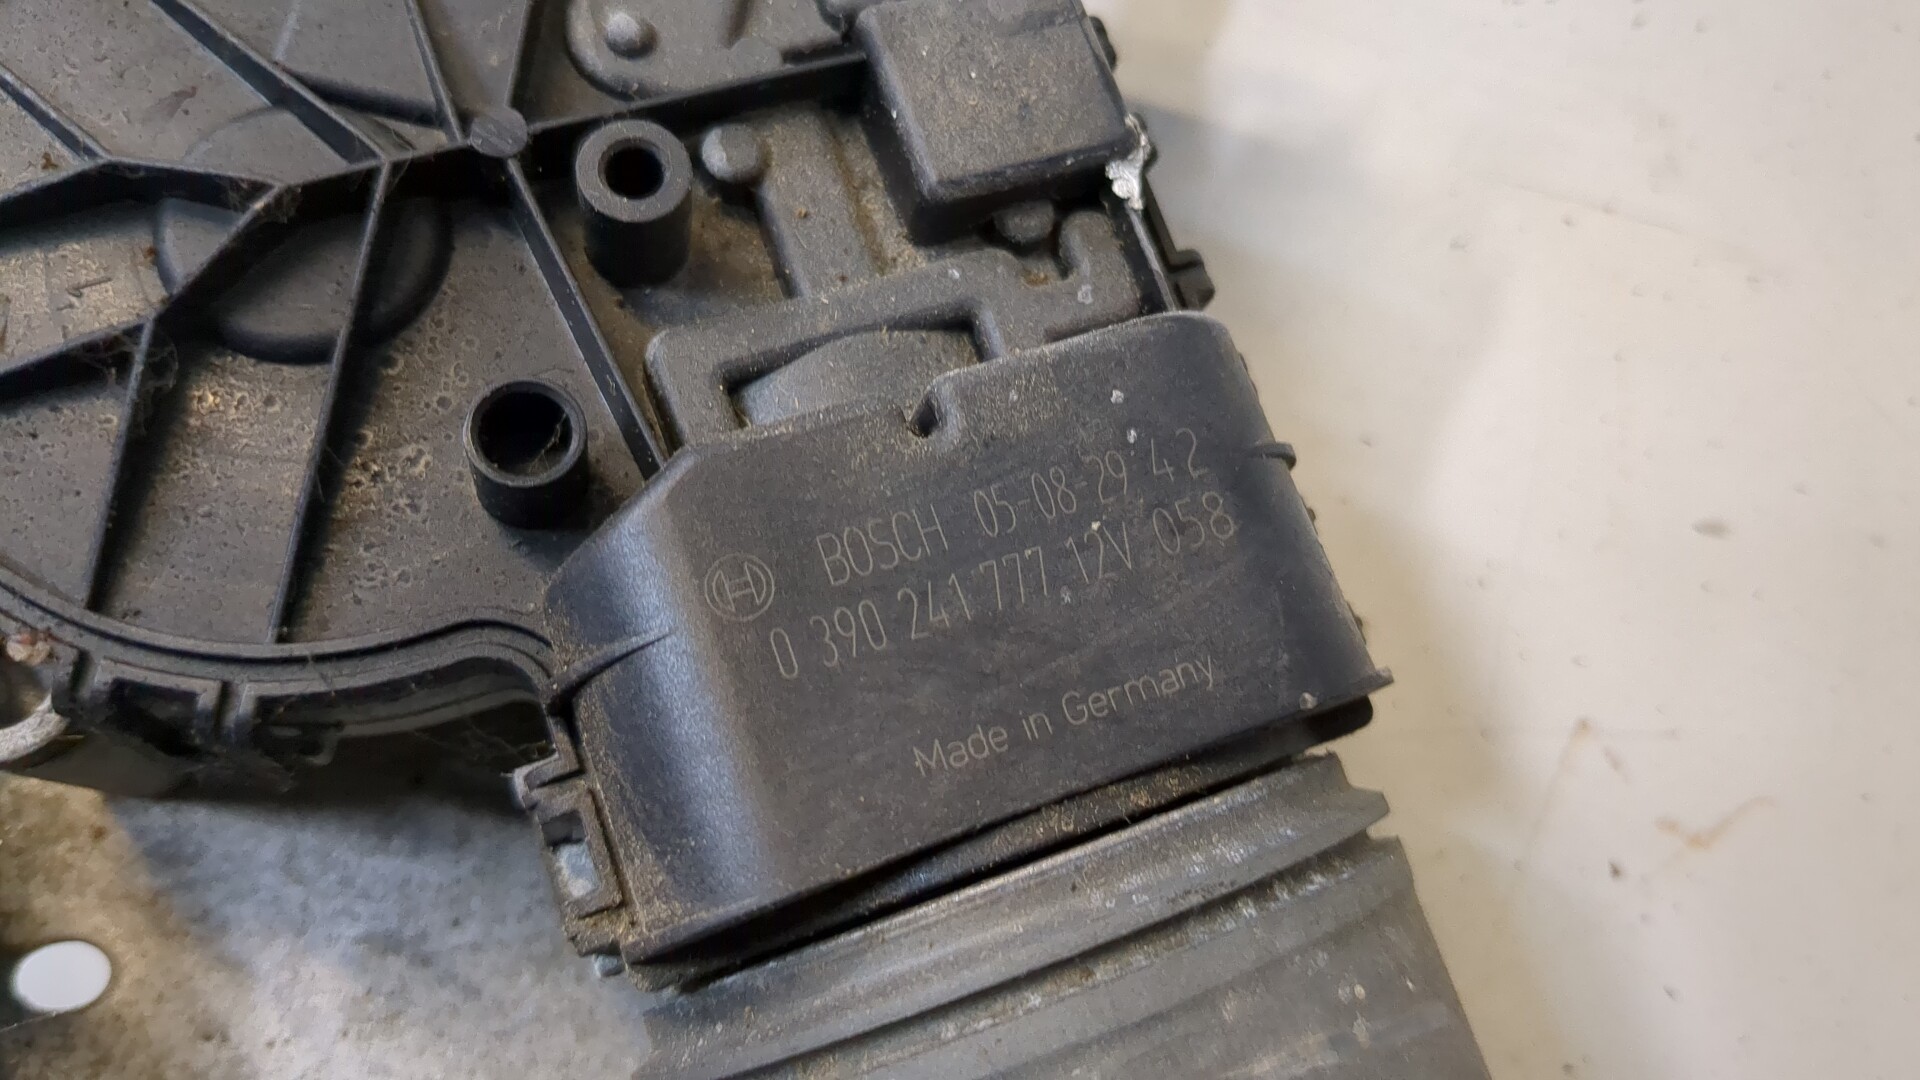 BOSCH 05-08-29 42
0 390 241 777 12V 058
Made in Germany